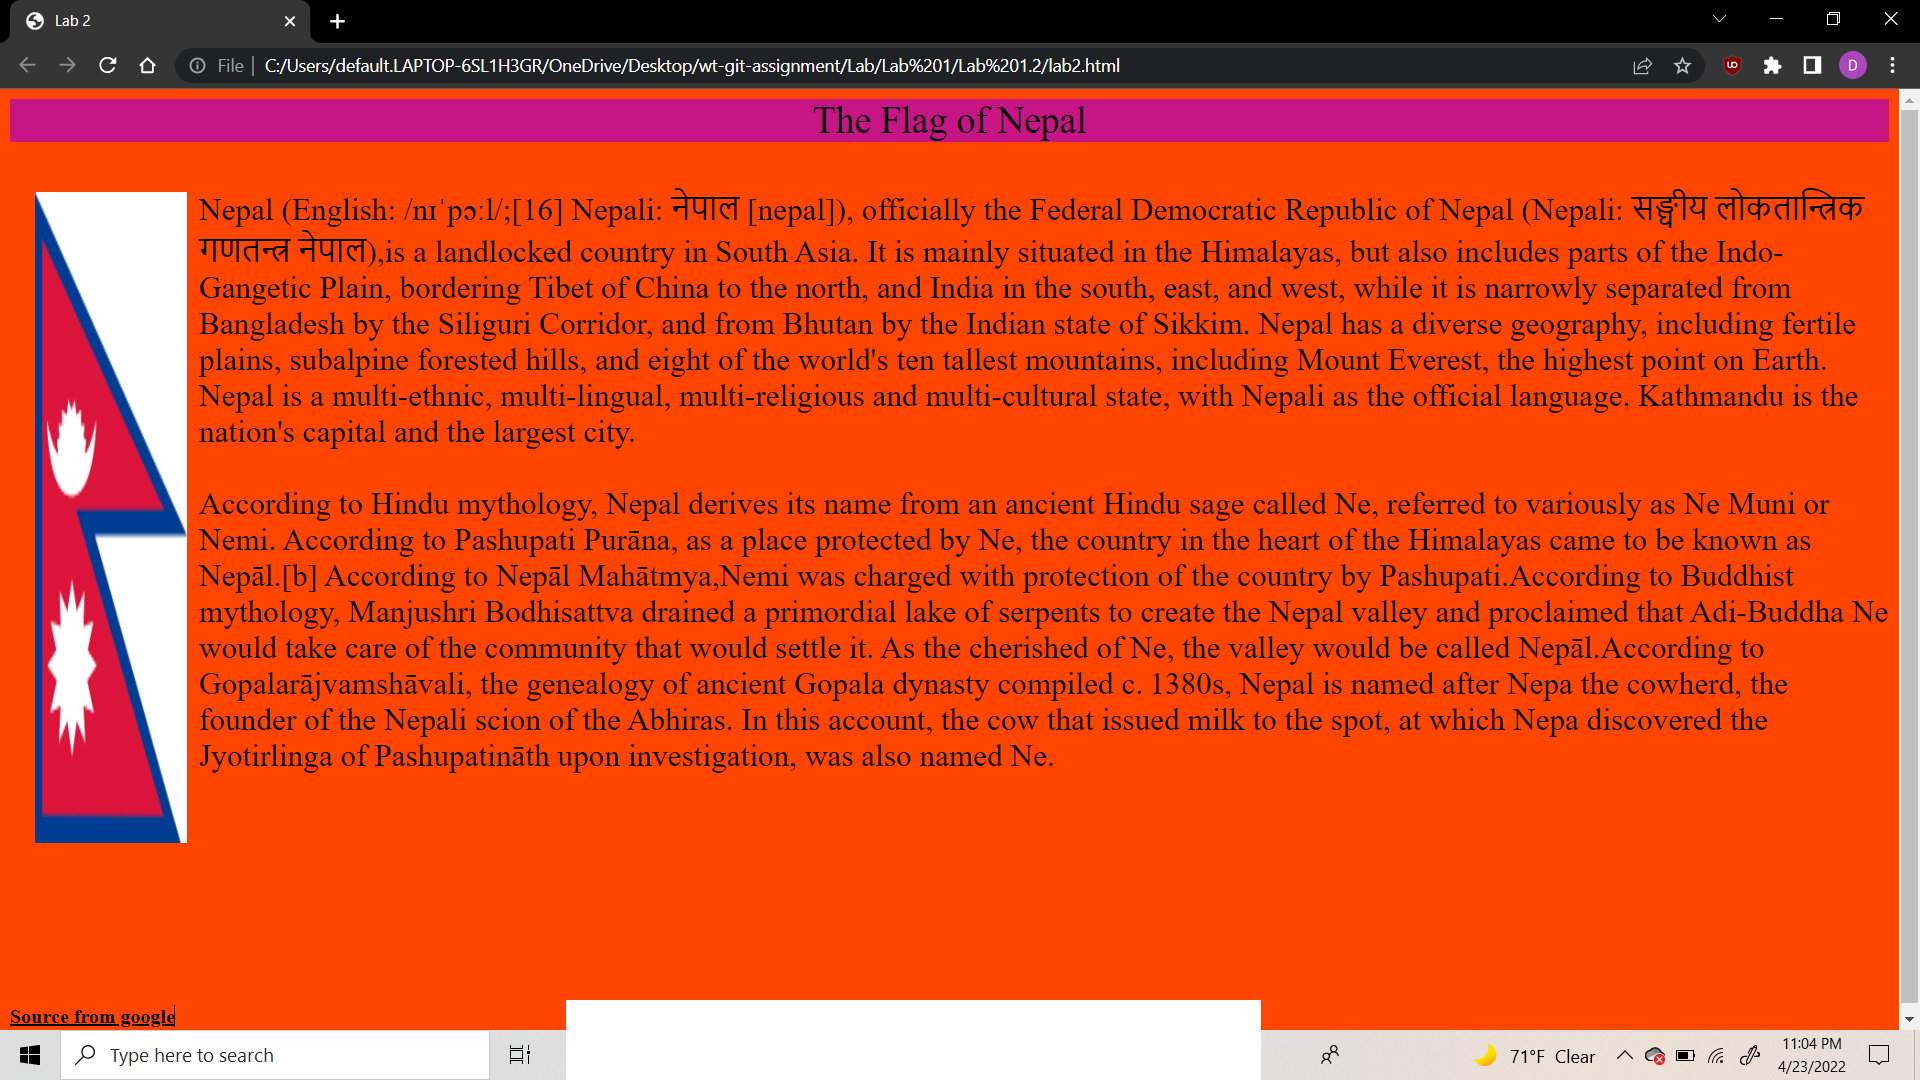 Lab 2
File
C:/Users/default.LAPTOP-6SL1H3GR/OneDrive/Desktop/wt-git-assignment/Lab/Lab%201/Lab%201.2/lab2.html
D
The Flag of Nepal
Nepal (English: /nɪˈpɔːl/;[16] Nepali: नेपाल [nepal]), officially the Federal Democratic Republic of Nepal (Nepali: सङ्घीय लोकतान्त्रिक
गणतन्त्र नेपाल),is a landlocked country in South Asia. It is mainly situated in the Himalayas, but also includes parts of the Indo-
Gangetic Plain, bordering Tibet of China to the north, and India in the south, east, and west, while it is narrowly separated from
Bangladesh by the Siliguri Corridor, and from Bhutan by the Indian state of Sikkim. Nepal has a diverse geography, including fertile
plains, subalpine forested hills, and eight of the world's ten tallest mountains, including Mount Everest, the highest point on Earth.
Nepal is a multi-ethnic, multi-lingual, multi-religious and multi-cultural state, with Nepali as the official language. Kathmandu is the
nation's capital and the largest city.
According to Hindu mythology, Nepal derives its name from an ancient Hindu sage called Ne, referred to variously as Ne Muni or
Nemi. According to Pashupati Purāna, as a place protected by Ne, the country in the heart of the Himalayas came to be known as
Nepāl.[b] According to Nepāl Mahātmya,Nemi was charged with protection of the country by Pashupati.According to Buddhist
mythology, Manjushri Bodhisattva drained a primordial lake of serpents to create the Nepal valley and proclaimed that Adi-Buddha Ne
would take care of the community that would settle it. As the cherished of Ne, the valley would be called Nepāl.According to
Gopalarājvamshāvali, the genealogy of ancient Gopala dynasty compiled c. 1380s, Nepal is named after Nepa the cowherd, the
founder of the Nepali scion of the Abhiras. In this account, the cow that issued milk to the spot, at which Nepa discovered the
Jyotirlinga of Pashupatināth upon investigation, was also named Ne.
Source from google
Type here to search
71°F Clear
11:04 PM
4/23/2022